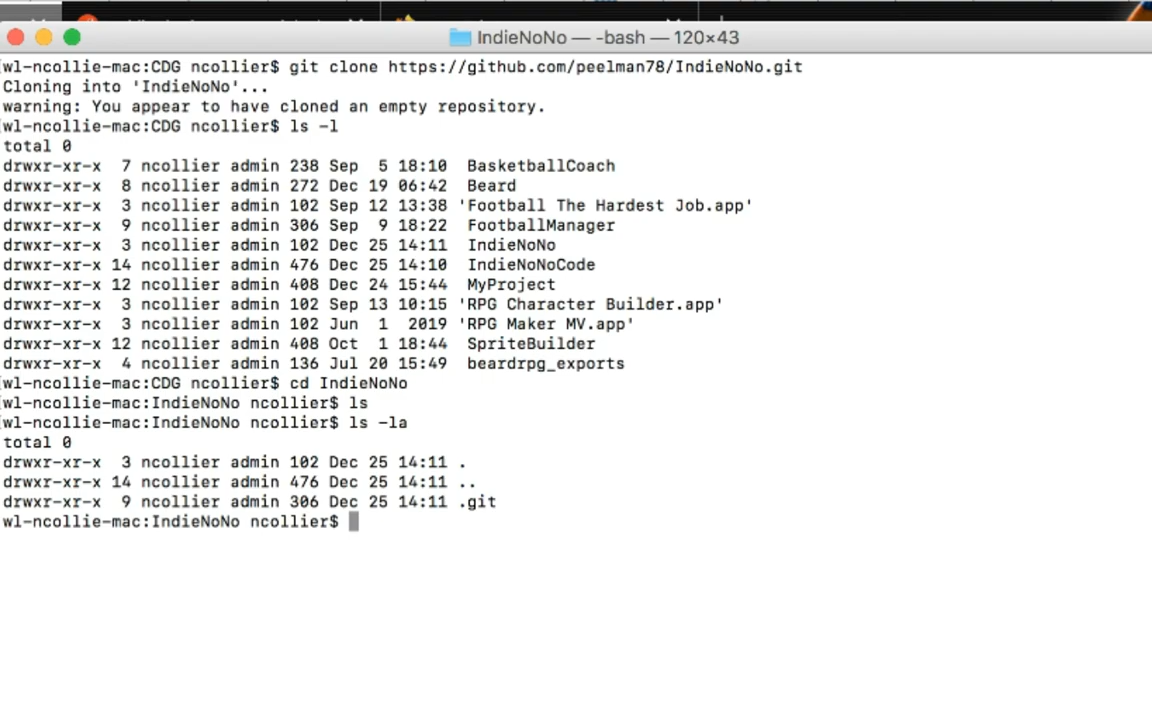 IndieNoNo — -bash — 120×43
[wl-ncollie-mac:CDG ncollier$ git clone https://github.com/peelman78/IndieNoNo.git
Cloning into 'IndieNoNo'...
warning: You appear to have cloned an empty repository.
[wl-ncollie-mac:CDG ncollier$ ls -l
total 0
drwxr-xr-x  7 ncollier admin 238 Sep  5 18:10  BasketballCoach
drwxr-xr-x  8 ncollier admin 272 Dec 19 06:42  Beard
drwxr-xr-x  3 ncollier admin 102 Sep 12 13:38 'Football The Hardest Job.app'
drwxr-xr-x  9 ncollier admin 306 Sep  9 18:22  FootballManager
drwxr-xr-x  3 ncollier admin 102 Dec 25 14:11  IndieNoNo
drwxr-xr-x 14 ncollier admin 476 Dec 25 14:10  IndieNoNoCode
drwxr-xr-x 12 ncollier admin 408 Dec 24 15:44  MyProject
drwxr-xr-x  3 ncollier admin 102 Sep 13 10:15 'RPG Character Builder.app'
drwxr-xr-x  3 ncollier admin 102 Jun  1  2019 'RPG Maker MV.app'
drwxr-xr-x 12 ncollier admin 408 Oct  1 18:44  SpriteBuilder
drwxr-xr-x  4 ncollier admin 136 Jul 20 15:49  beardrpg_exports
[wl-ncollie-mac:CDG ncollier$ cd IndieNoNo
[wl-ncollie-mac:IndieNoNo ncollier$ ls
[wl-ncollie-mac:IndieNoNo ncollier$ ls -la
total 0
drwxr-xr-x  3 ncollier admin 102 Dec 25 14:11 .
drwxr-xr-x 14 ncollier admin 476 Dec 25 14:11 ..
drwxr-xr-x  9 ncollier admin 306 Dec 25 14:11 .git
wl-ncollie-mac:IndieNoNo ncollier$